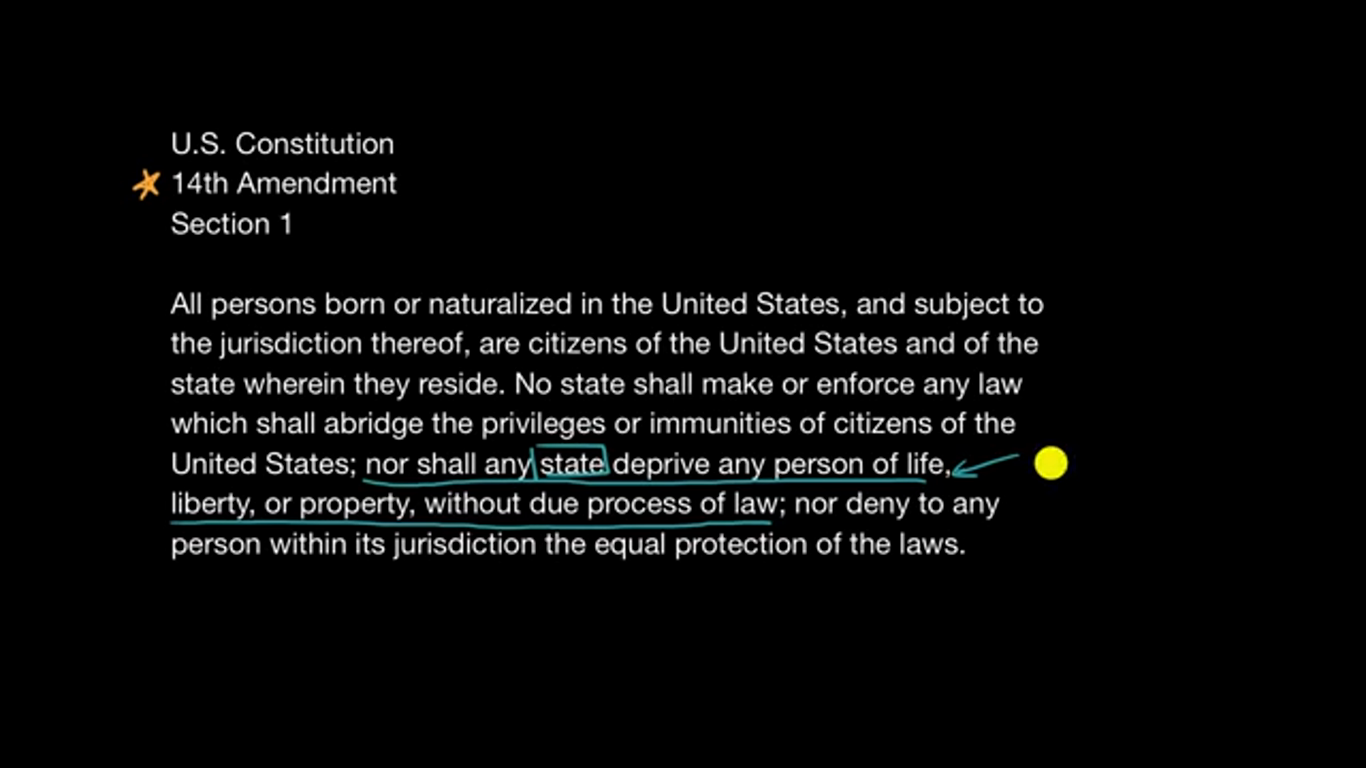 U.S. Constitution
14th Amendment
Section 1
All persons born or naturalized in the United States, and subject to
the jurisdiction thereof, are citizens of the United States and of the
state wherein they reside. No state shall make or enforce any law
which shall abridge the privileges or immunities of citizens of the
United States; nor shall any state deprive any person of life,
liberty, or property, without due process of law; nor deny to any
person within its jurisdiction the equal protection of the laws.